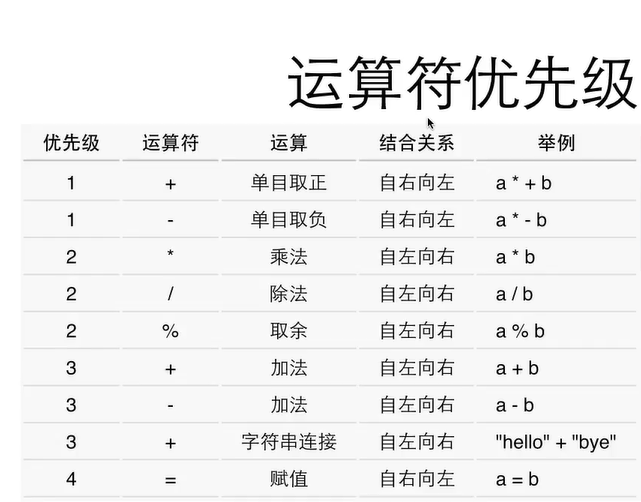 运算符优先级
优先级 运算符 运算 结合关系 举例
1 + 单目取正 自右向左 a * + b
1 - 单目取负 自右向左 a * - b
2 * 乘法 自左向右 a * b
2 / 除法 自左向右 a / b
2 % 取余 自左向右 a % b
3 + 加法 自左向右 a + b
3 - 加法 自左向右 a - b
3 + 字符串连接 自左向右 "hello" + "bye"
4 = 赋值 自右向左 a = b